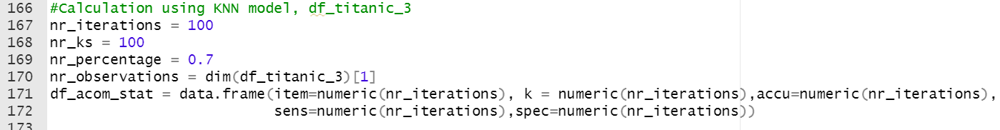 166 #Calculation using KNN model, df_titanic_3
167 nr_iterations = 100
168 nr_ks = 100
169 nr_percentage = 0.7
170 nr_observations = dim(df_titanic_3)[1]
171 df_acom_stat = data.frame(item=numeric(nr_iterations), k = numeric(nr_iterations),accu=numeric(nr_iterations),
172 sens=numeric(nr_iterations),spec=numeric(nr_iterations))
173